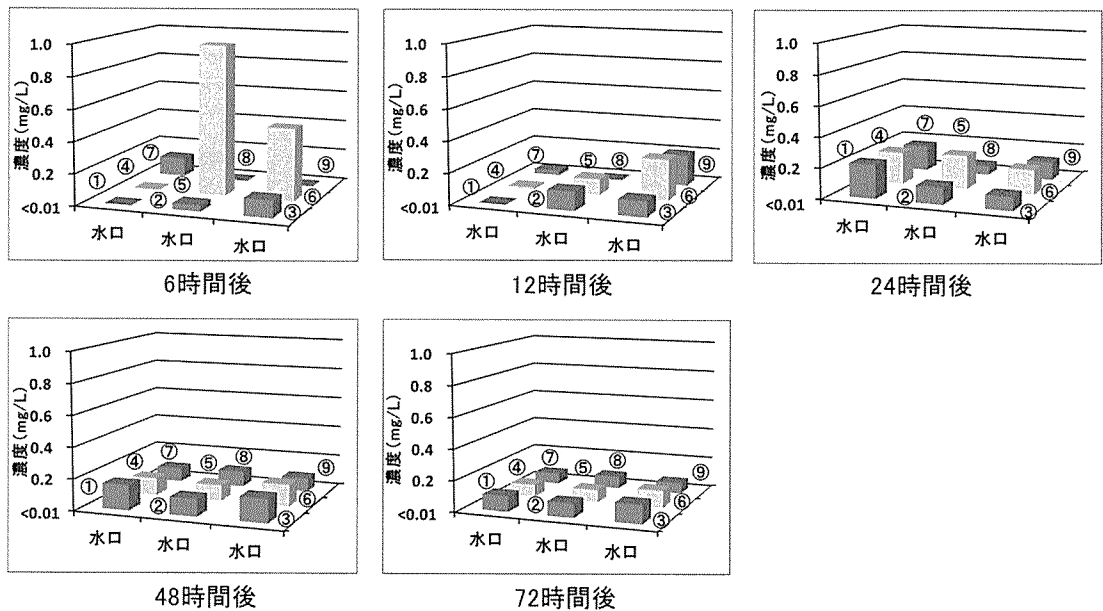 1.0
0.8
0.6
0.4
0.2
<0.01
濃度(mg/L)
① ④ ⑦ ② ⑤ ⑧ ③ ⑥ ⑨
水口 水口 水口
6時間後
1.0
0.8
0.6
0.4
0.2
<0.01
濃度(mg/L)
① ④ ⑦ ② ⑤ ⑧ ③ ⑥ ⑨
水口 水口 水口
12時間後
1.0
0.8
0.6
0.4
0.2
<0.01
濃度(mg/L)
① ④ ⑦ ② ⑤ ⑧ ③ ⑥ ⑨
水口 水口 水口
24時間後
1.0
0.8
0.6
0.4
0.2
<0.01
濃度(mg/L)
① ④ ⑦ ② ⑤ ⑧ ③ ⑥ ⑨
水口 水口 水口
48時間後
1.0
0.8
0.6
0.4
0.2
<0.01
濃度(mg/L)
① ④ ⑦ ② ⑤ ⑧ ③ ⑥ ⑨
水口 水口 水口
72時間後